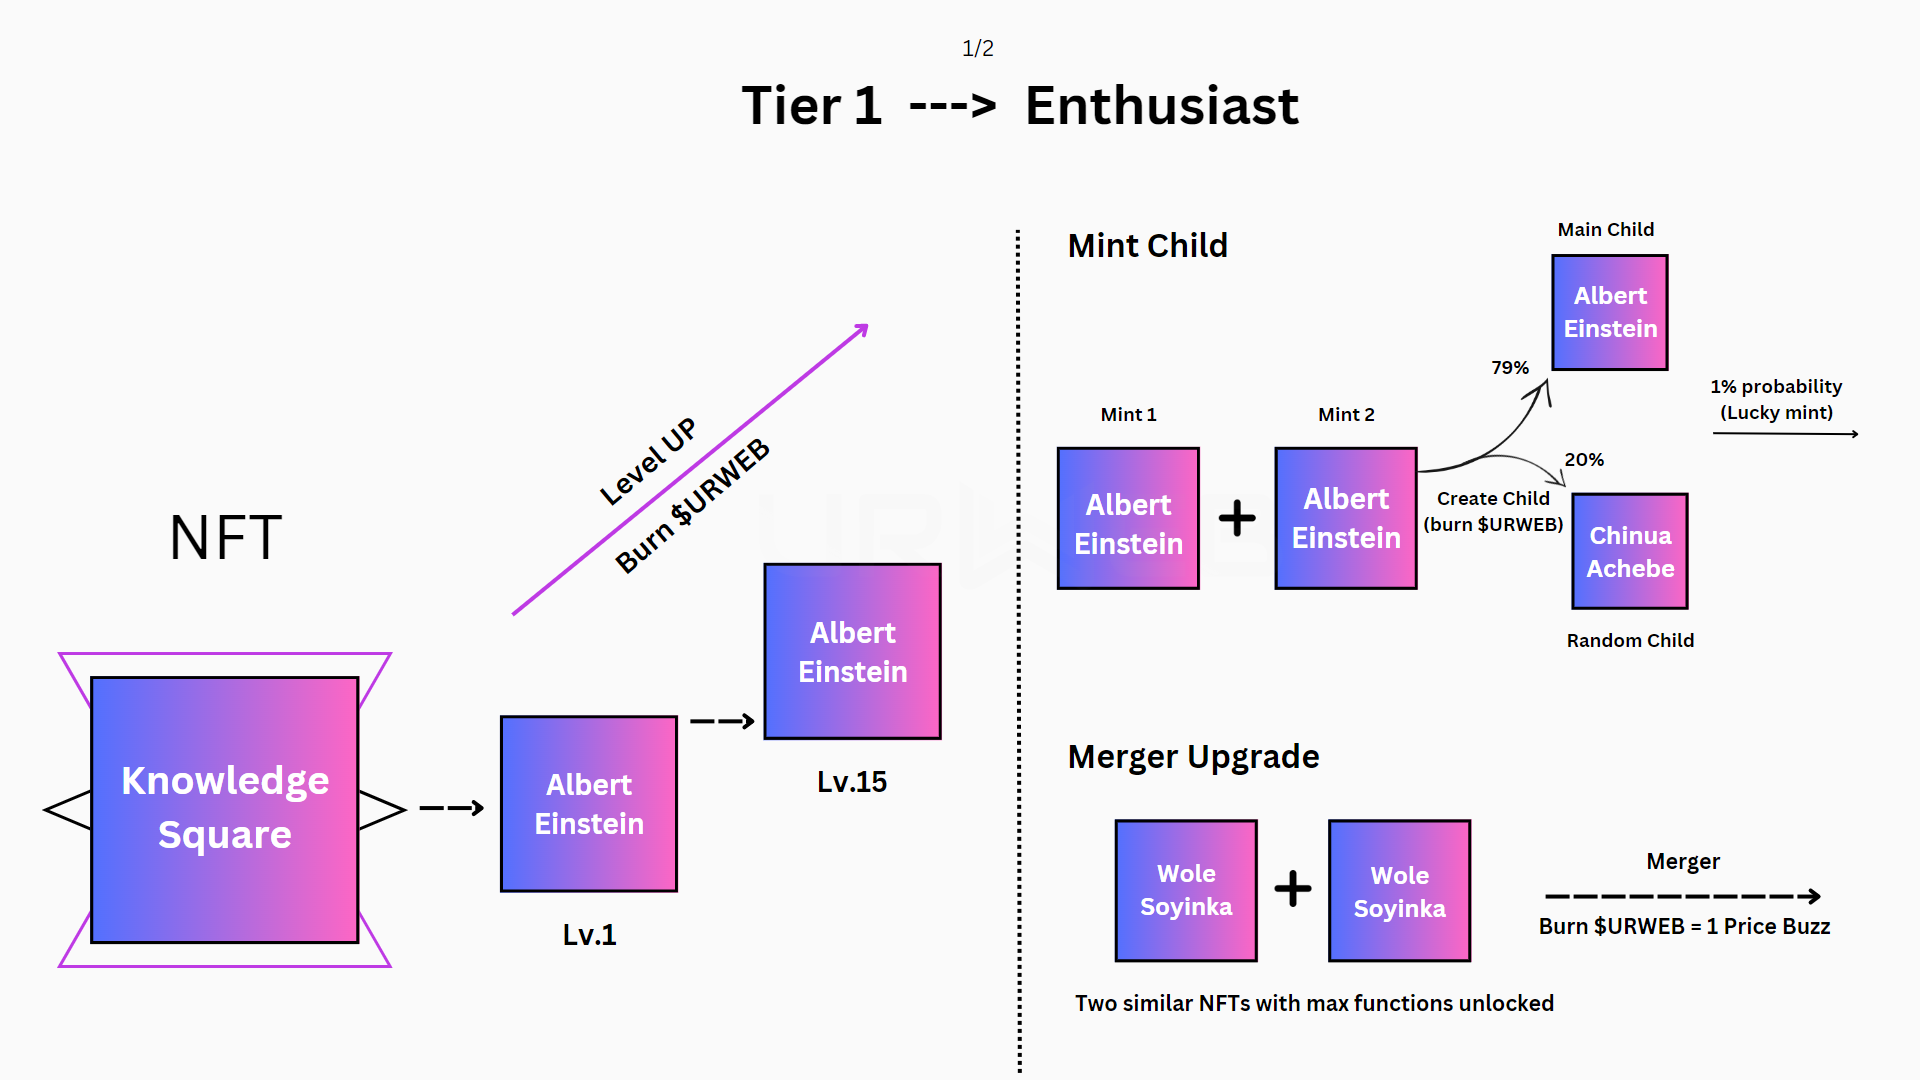 1/2
Tier 1 ---> Enthusiast
NFT
Knowledge
Square
Level UP
Burn $URWEB
Albert
Einstein
Lv.1
Albert
Einstein
Lv.15
Mint Child
Mint 1
Albert
Einstein
Mint 2
Albert
Einstein
79%
20%
Create Child
(burn $URWEB)
Main Child
Albert
Einstein
Chinua
Achebe
Random Child
1% probability
(Lucky mint)
Merger Upgrade
Wole
Soyinka
Wole
Soyinka
Merger
Burn $URWEB = 1 Price Buzz
Two similar NFTs with max functions unlocked